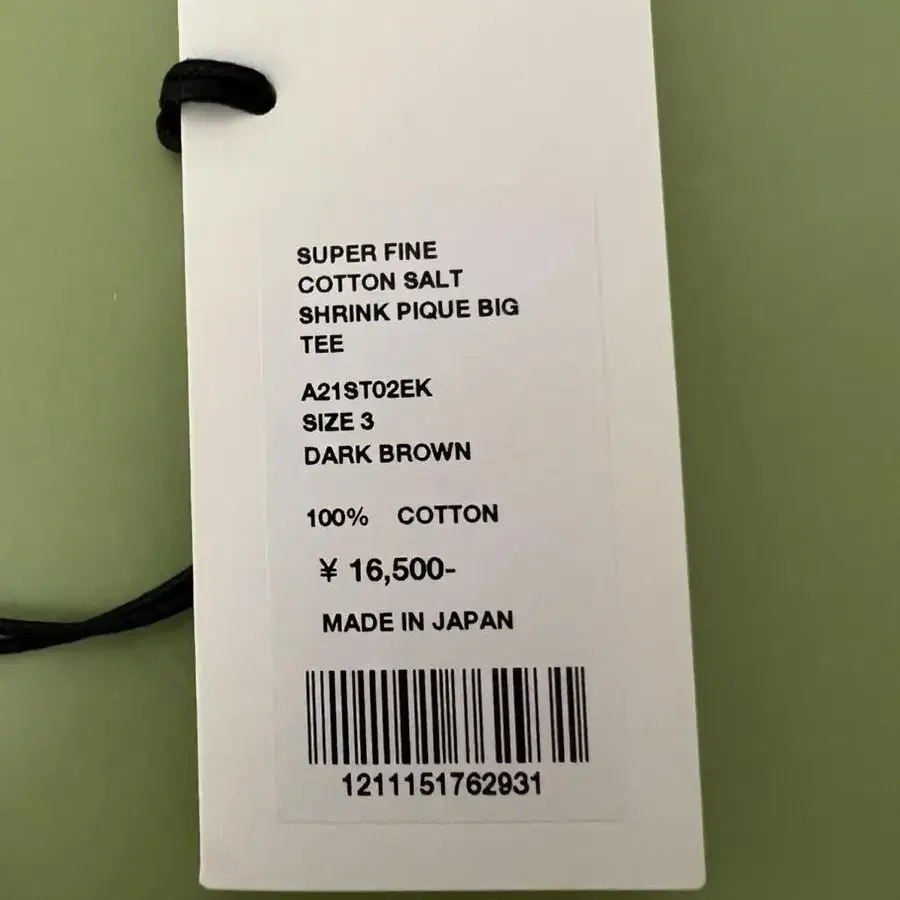 SUPER FINE
COTTON SALT
SHRINK PIQUE BIG
TEE
A21ST02EK
SIZE 3
DARK BROWN
100% COTTON
¥ 16,500-
MADE IN JAPAN
1211151762931